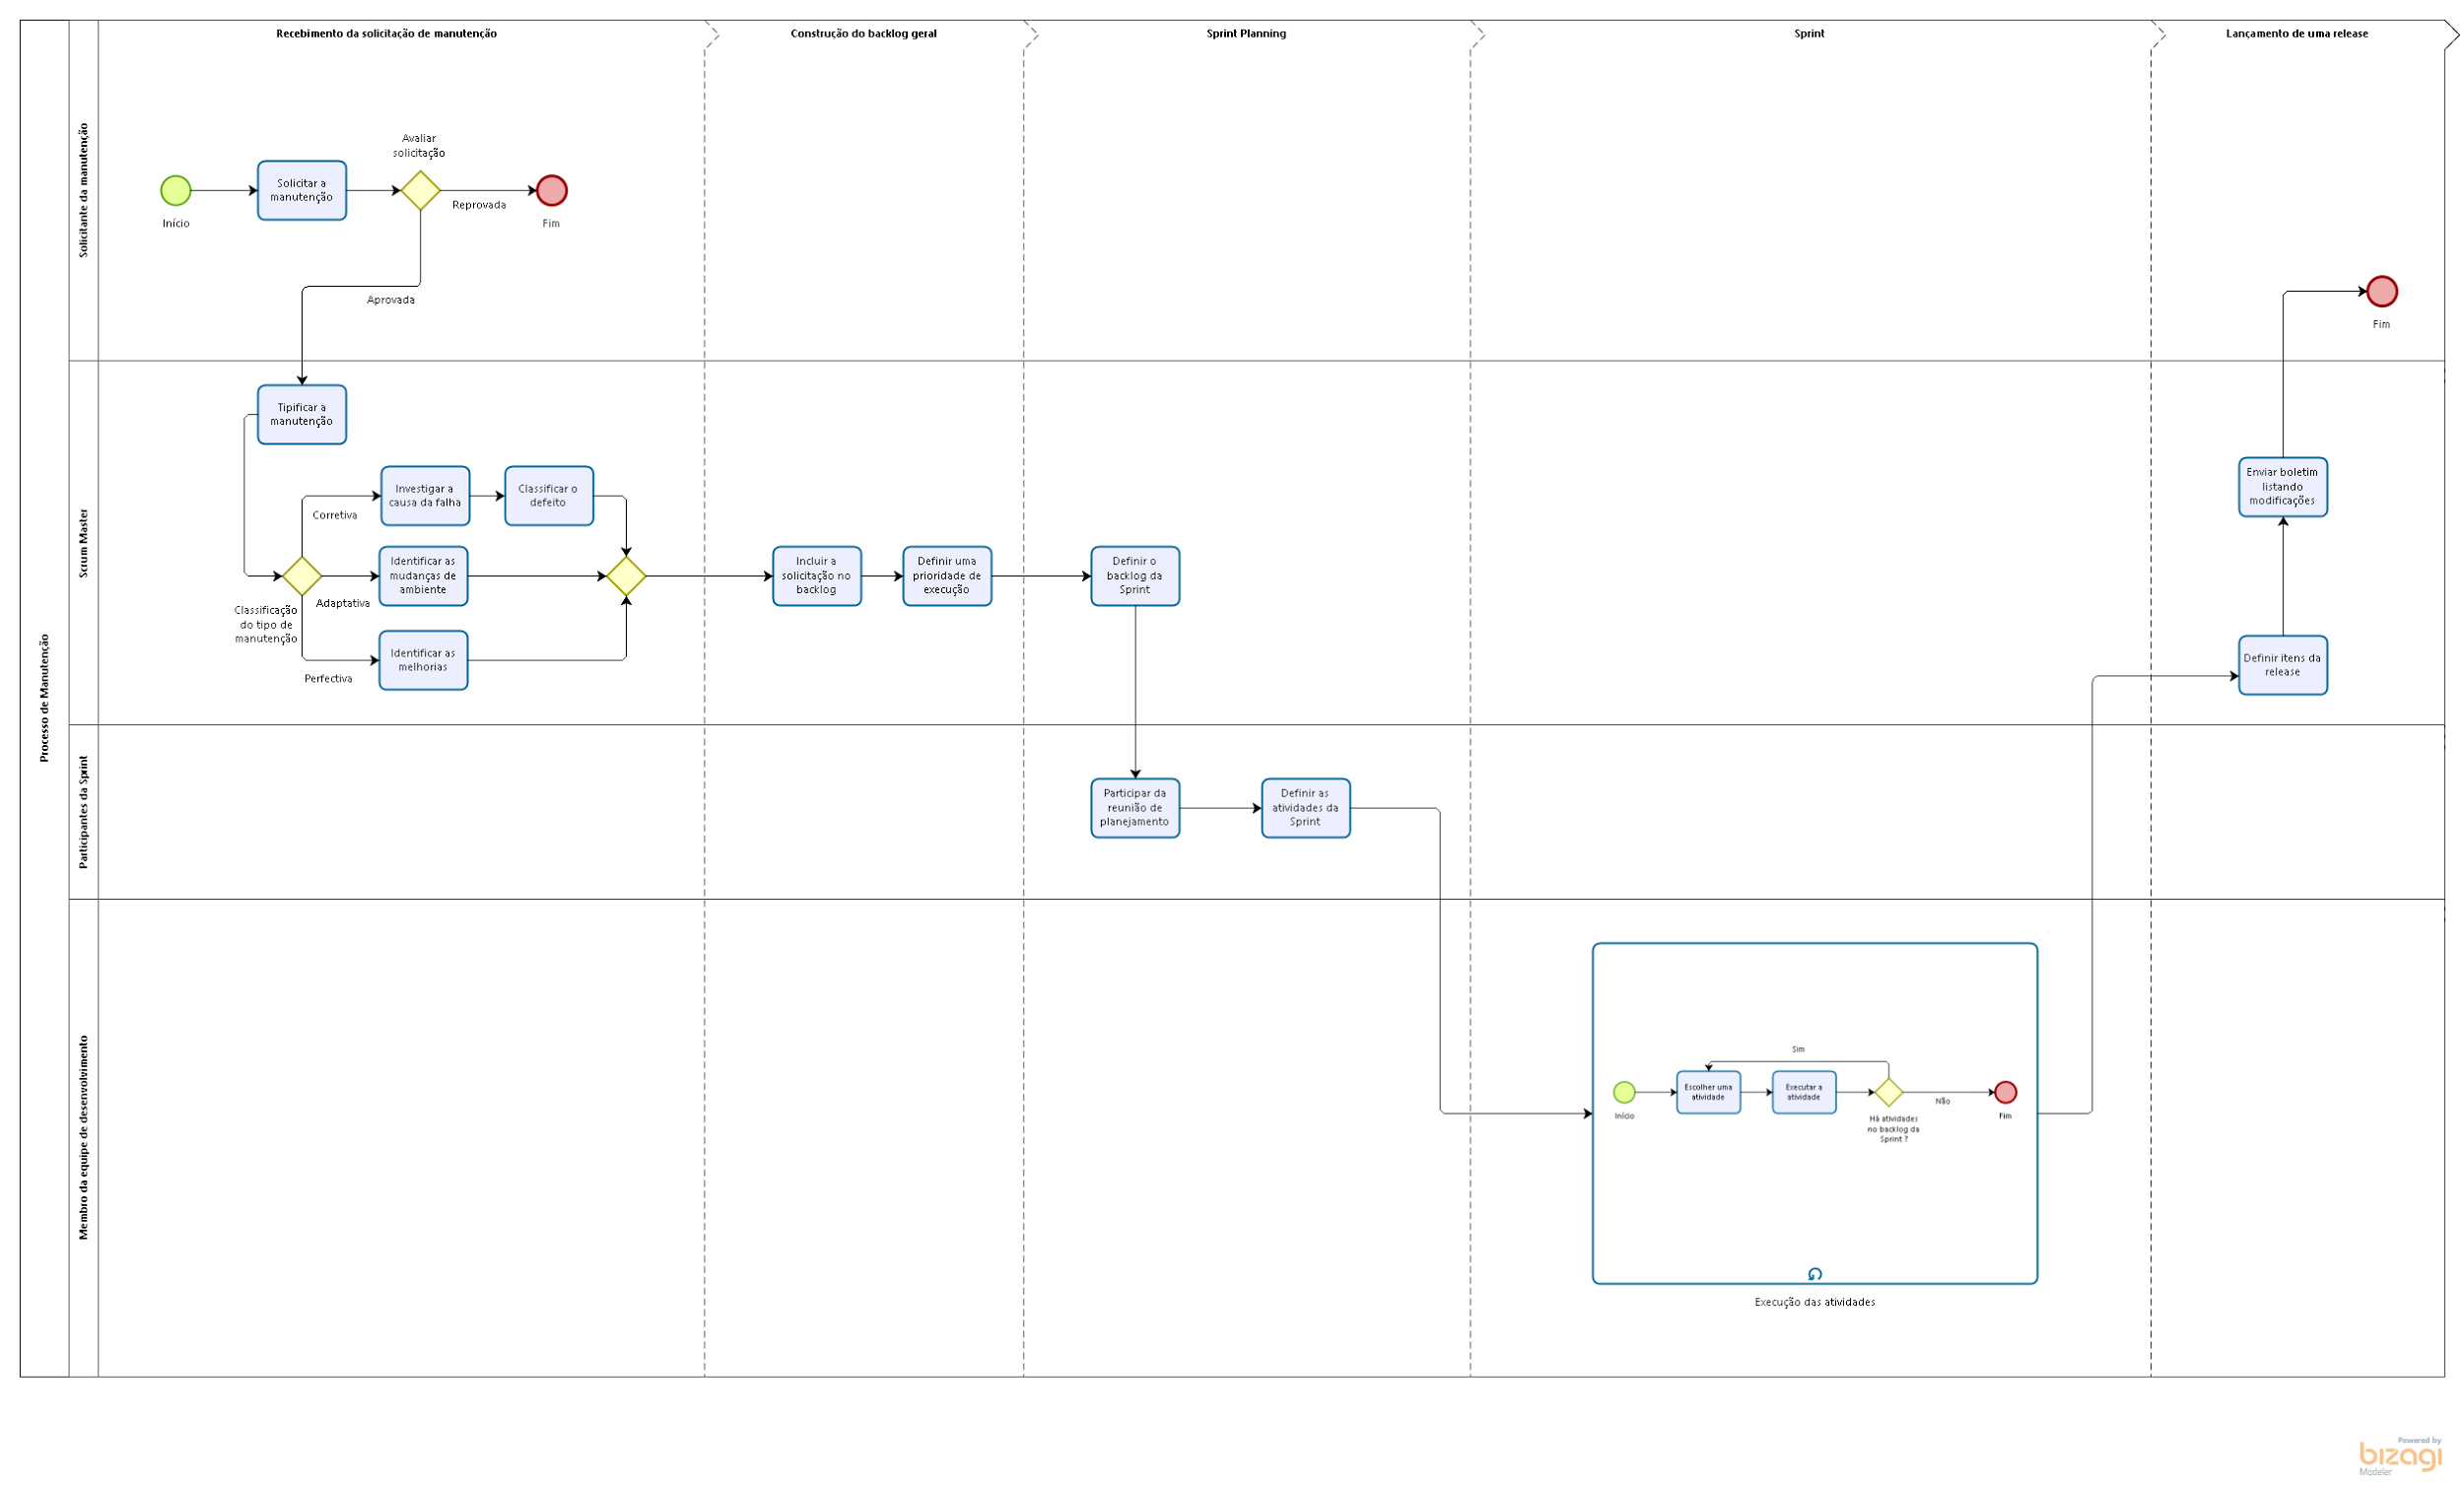 Processo de Manutenção
Recebimento da solicitação de manutenção
Construção do backlog geral
Sprint Planning
Sprint
Lançamento de uma release
Solicitante da manutenção
Início
Solicitar a
manutenção
Avaliar
solicitação
Reprovada
Fim
Aprovada
Fim
Scrum Master
Tipificar a
manutenção
Classificação
do tipo de
manutenção
Corretiva
Investigar a
causa da falha
Classificar o
defeito
Adaptativa
Identificar as
mudanças de
ambiente
Perfectiva
Identificar as
melhorias
Incluir a
solicitação no
backlog
Definir uma
prioridade de
execução
Definir o
backlog da
Sprint
Enviar boletim
listando
modificações
Definir itens da
release
Participantes da Sprint
Participar da
reunião de
planejamento
Definir as
atividades da
Sprint
Membro da equipe de desenvolvimento
Início
Escolher uma
atividade
Executar a
atividade
Sim
Há atividades
no backlog da
Sprint ?
Não
Fim
Execução das atividades
Powered by
bizagi
Modeler